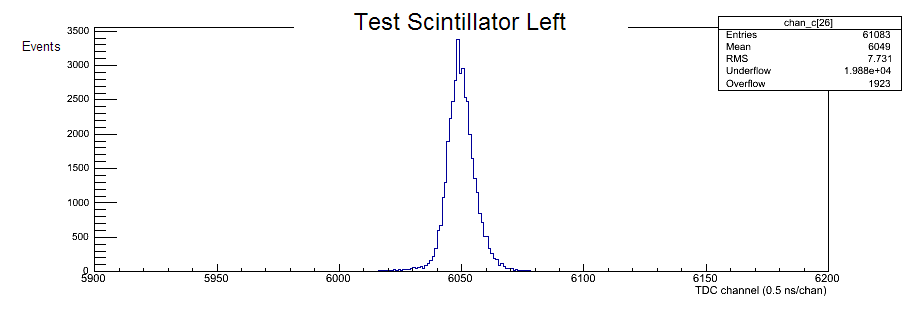 Test Scintillator Left
Events
chan_c[26]
Entries 61083
Mean 6049
RMS 7.731
Underflow 1.988e+04
Overflow 1923
3500
3000
2500
2000
1500
1000
500
0
5900 5950 6000 6050 6100 6150 6200
TDC channel (0.5 ns/chan)